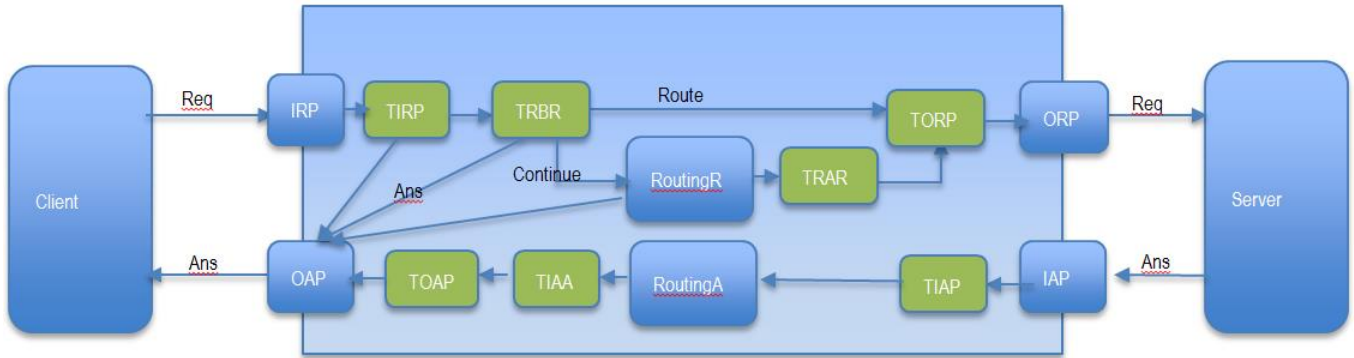 Client
Req
IRP
TIRP
TRBR
Route
TORP
ORP
Req
Server
Continue
RoutingR
TRAR
Ans
Ans
OAP
TOAP
TIAA
RoutingA
TIAP
IAP
Ans